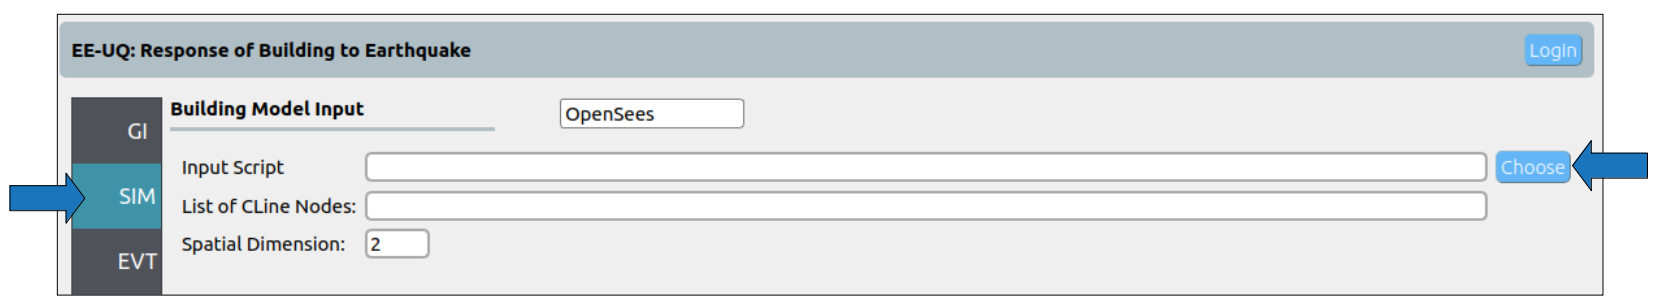 EE-UQ: Response of Building to Earthquake
Login
GI
SIM
EVT
Building Model Input
OpenSees
Input Script
Choose
List of CLine Nodes:
Spatial Dimension:
2